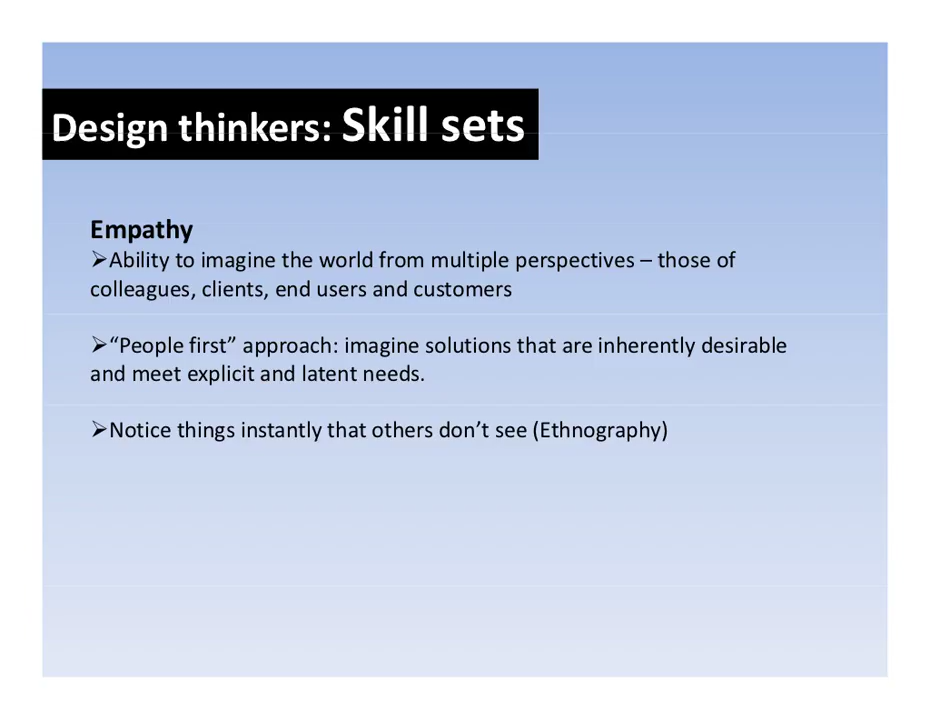 Design thinkers: Skill sets
Empathy
➢Ability to imagine the world from multiple perspectives – those of
colleagues, clients, end users and customers
➢“People first” approach: imagine solutions that are inherently desirable
and meet explicit and latent needs.
➢Notice things instantly that others don’t see (Ethnography)